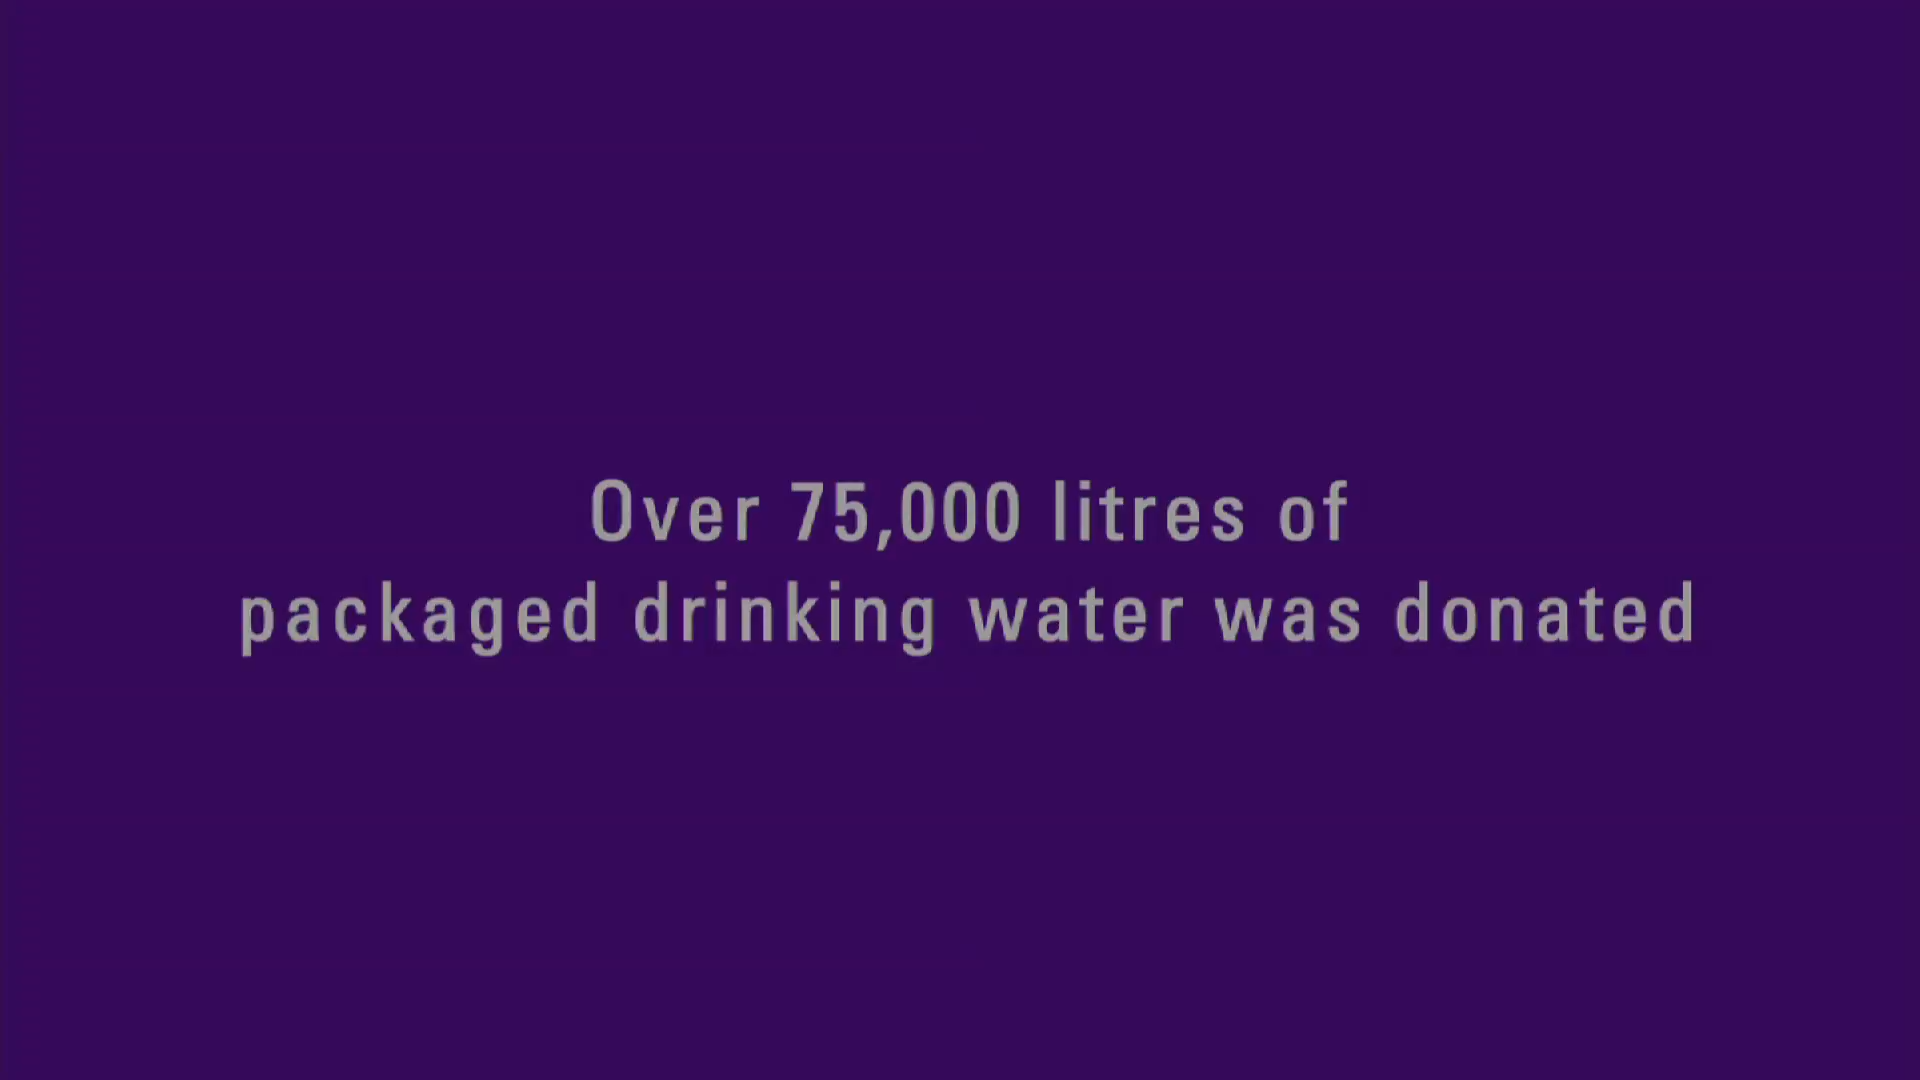 Over 75,000 litres of
packaged drinking water was donated